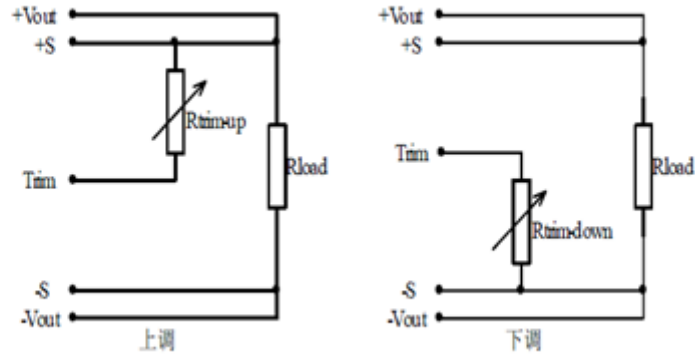 +Vout
+S
Rtrim-up
Trim
Rload
-S
-Vout
上调
+Vout
+S
Trim
Rload
Rtrim-down
-S
-Vout
下调